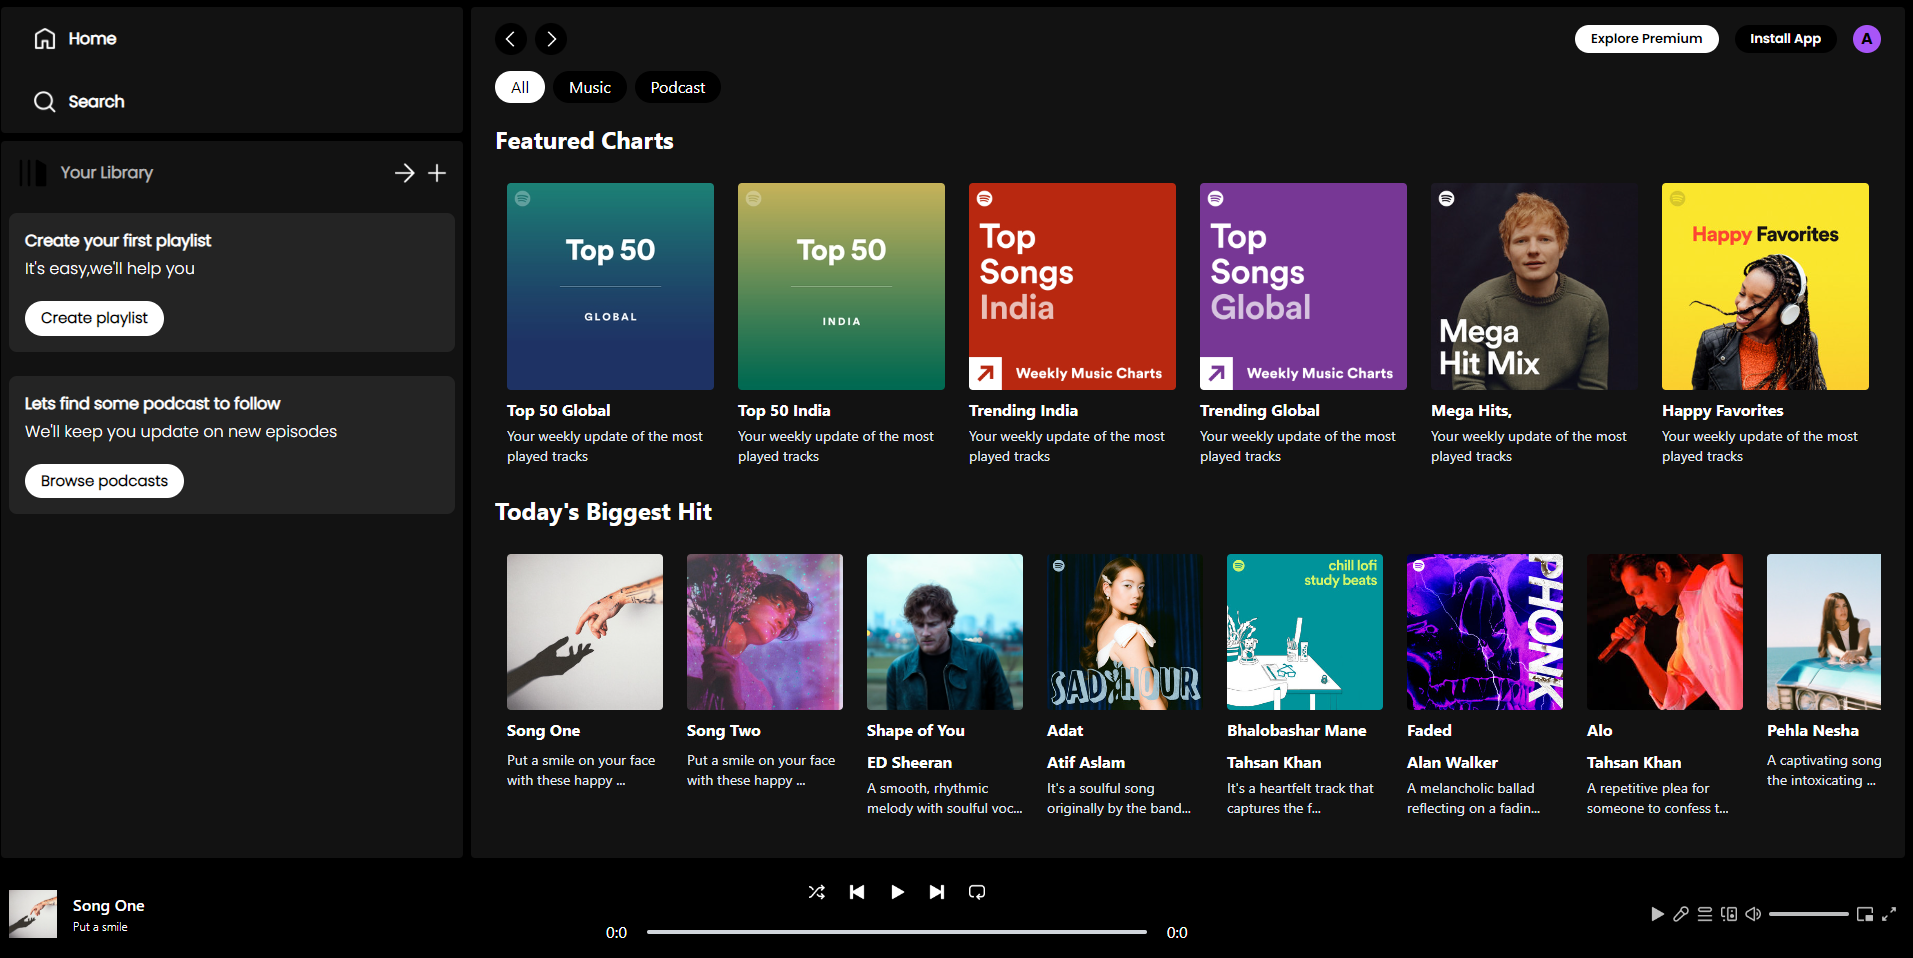 Home
Search
Your Library
Create your first playlist
It's easy,we'll help you
Create playlist
Lets find some podcast to follow
We'll keep you update on new episodes
Browse podcasts
Explore Premium
Install App
A
All
Music
Podcast
Featured Charts
Top 50
GLOBAL
Top 50 Global
Your weekly update of the most
played tracks
Top 50
INDIA
Top 50 India
Your weekly update of the most
played tracks
Top
Songs
India
Weekly Music Charts
Trending India
Your weekly update of the most
played tracks
Top
Songs
Global
Weekly Music Charts
Trending Global
Your weekly update of the most
played tracks
Mega
Hit Mix
Mega Hits,
Your weekly update of the most
played tracks
Happy Favorites
Happy Favorites
Your weekly update of the most
played tracks
Today's Biggest Hit
Song One
Put a smile on your face
with these happy ...
Song Two
Put a smile on your face
with these happy ...
Shape of You
ED Sheeran
A smooth, rhythmic
melody with soulful voc...
SAD HOUR
Adat
Atif Aslam
It's a soulful song
originally by the band...
chill lofi
study beats
Bhalobashar Mane
Tahsan Khan
It's a heartfelt track that
captures the f...
PHONK
Faded
Alan Walker
A melancholic ballad
reflecting on a fadin...
Alo
Tahsan Khan
A repetitive plea for
someone to confess t...
Pehla Nesha
A captivating song
the intoxicating ...
Song One
Put a smile
0:0
0:0